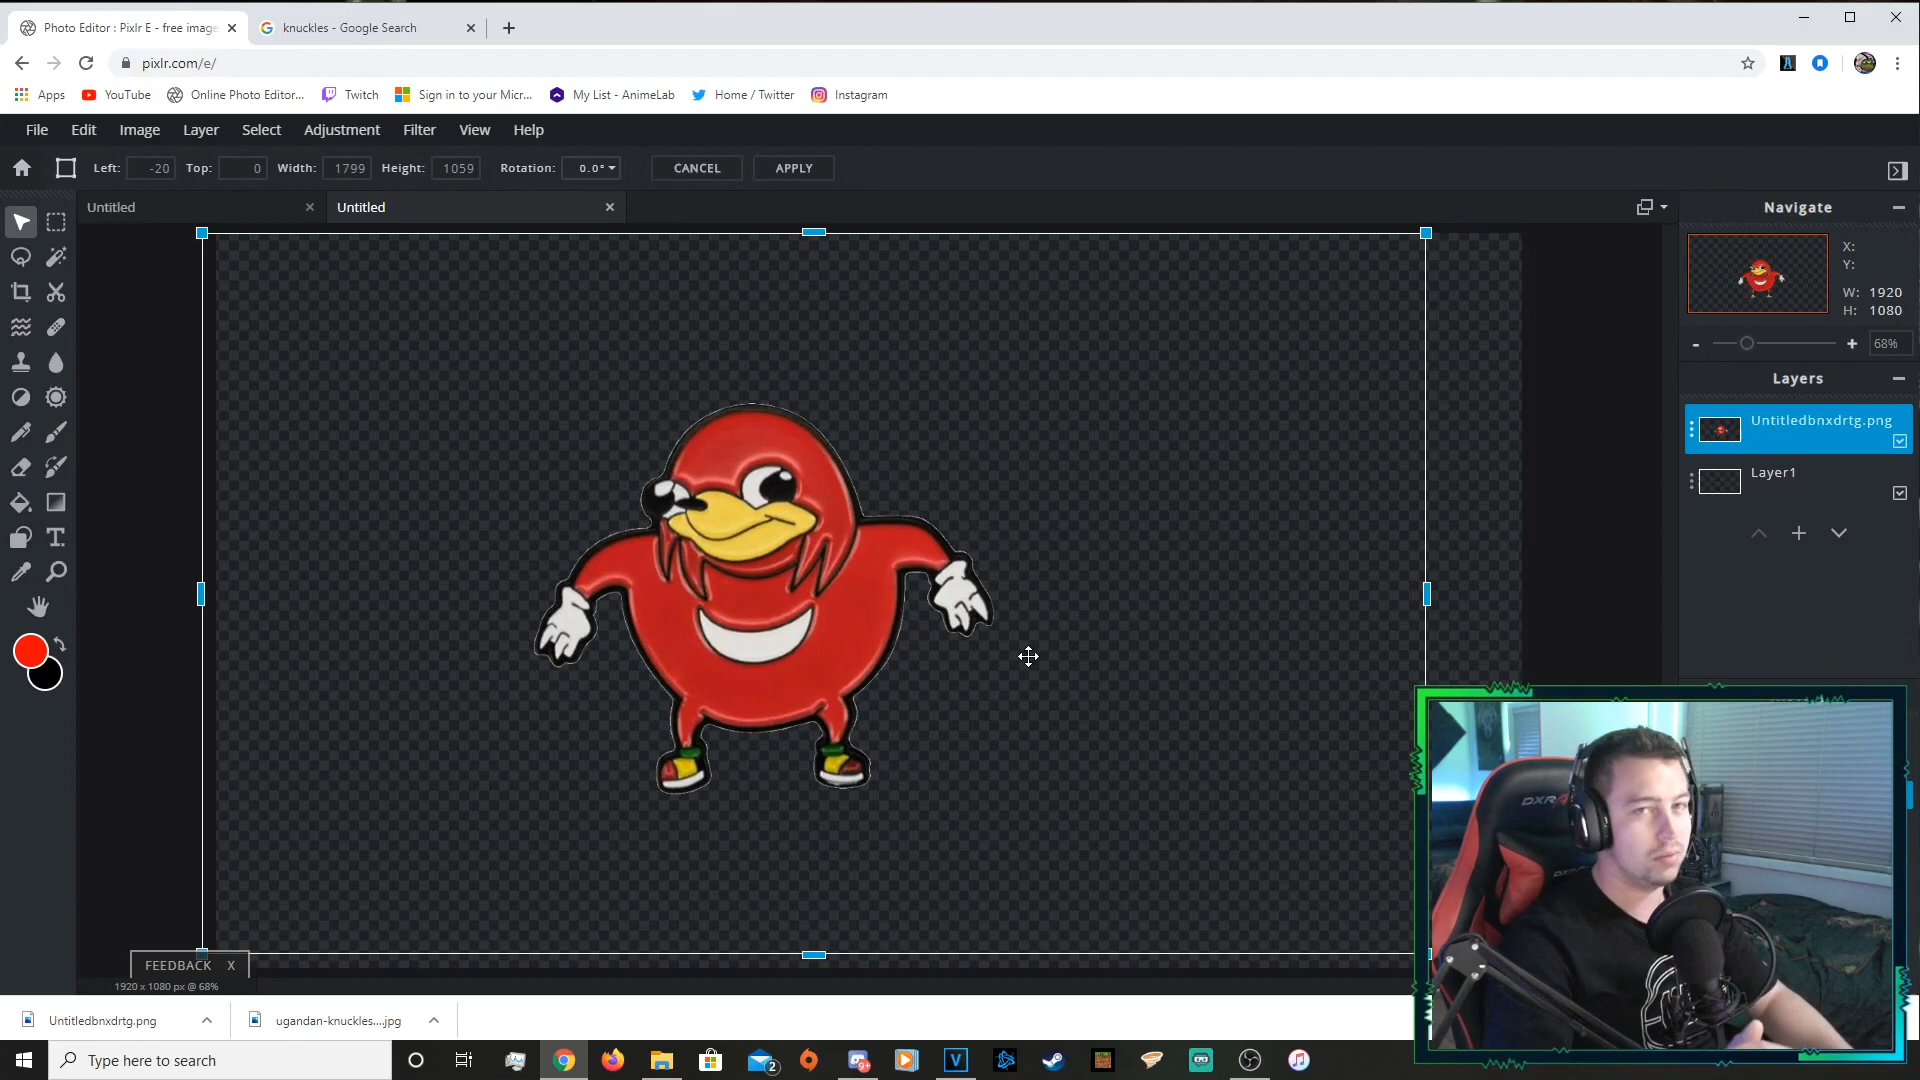 Photo Editor : Pixlr E - free image
knuckles - Google Search
pixlr.com/e/
Apps YouTube Online Photo Editor... Twitch Sign in to your Micr... My List - AnimeLab Home / Twitter Instagram
File Edit Image Layer Select Adjustment Filter View Help
Left: -20 Top: 0 Width: 1799 Height: 1059 Rotation: 0.0° CANCEL APPLY
Untitled Untitled Navigate
X:
Y:
W: 1920
H: 1080
68%
Layers
Untitledbnxdrtg.png
Layer1
DXR
FEEDBACK X
1920 x 1080 px @ 68%
Untitledbnxdrtg.png ugandan-knuckles....jpg
Type here to search
2
9+
V